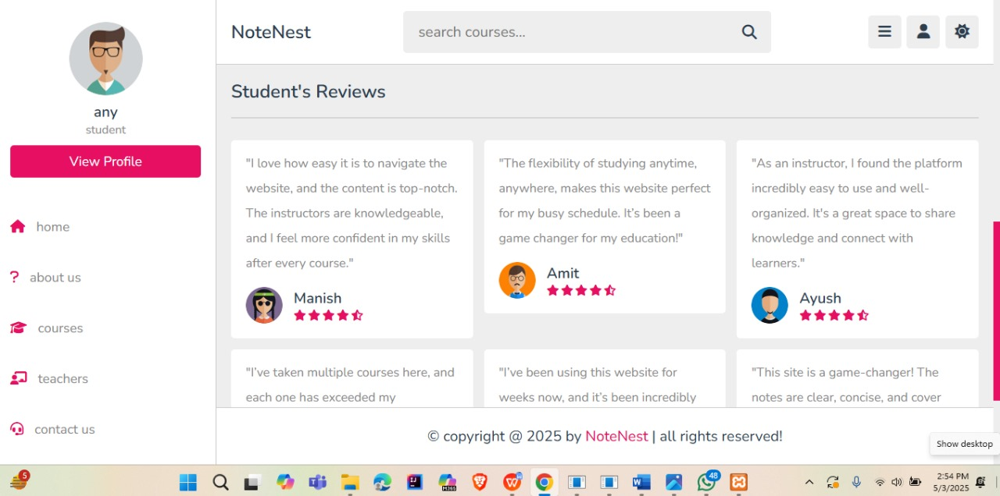 any
student
View Profile
home
? about us
courses
teachers
contact us
NoteNest
search courses...
Student's Reviews
"I love how easy it is to navigate the
website, and the content is top-notch.
The instructors are knowledgeable,
and I feel more confident in my skills
after every course."
Manish
"The flexibility of studying anytime,
anywhere, makes this website perfect
for my busy schedule. It’s been a
game changer for my education!"
Amit
"As an instructor, I found the platform
incredibly easy to use and well-
organized. It's a great space to share
knowledge and connect with
learners."
Ayush
"I’ve taken multiple courses here, and
each one has exceeded my
"I’ve been using this website for
weeks now, and it’s been incredibly
"This site is a game-changer! The
notes are clear, concise, and cover
© copyright @ 2025 by NoteNest | all rights reserved!
Show desktop
5
M365
48
2:54 PM
5/3/2025